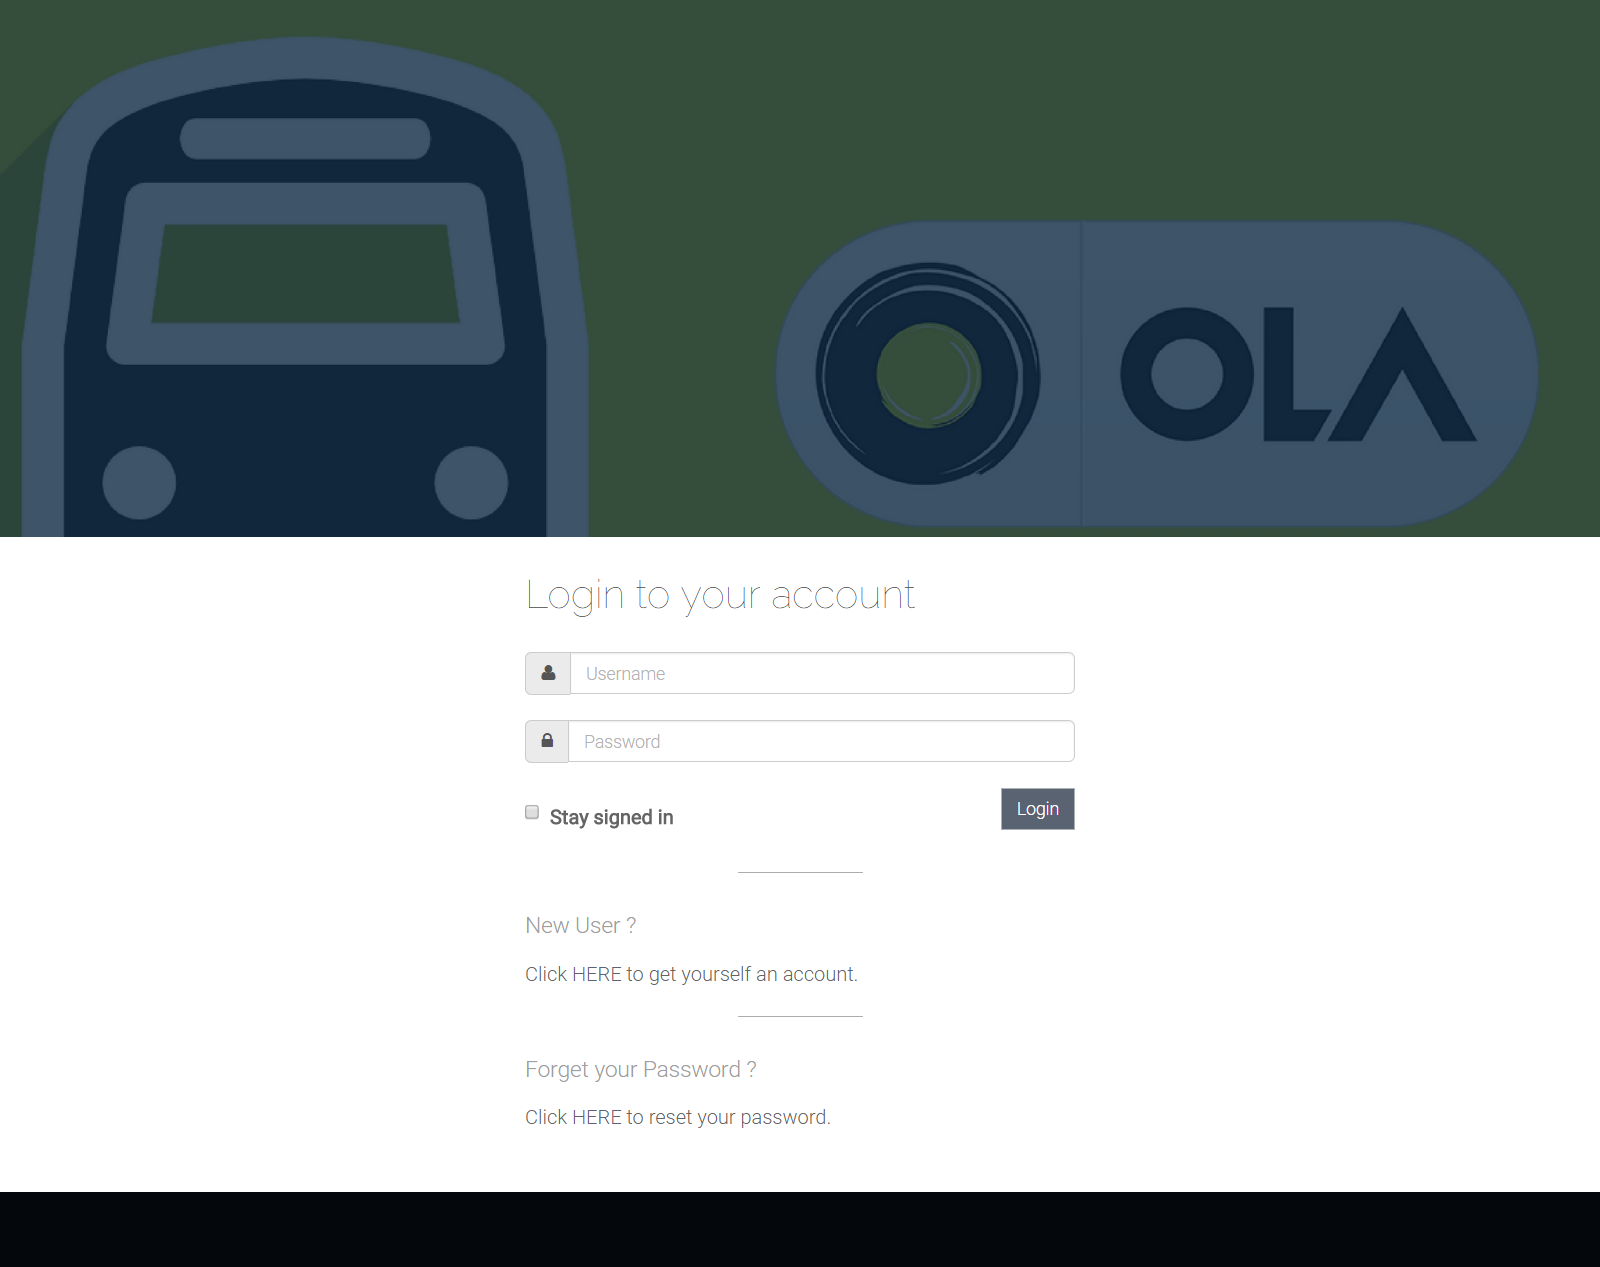 OLA
Login to your account
Username
Password
Stay signed in
Login
New User ?
Click HERE to get yourself an account.
Forget your Password ?
Click HERE to reset your password.